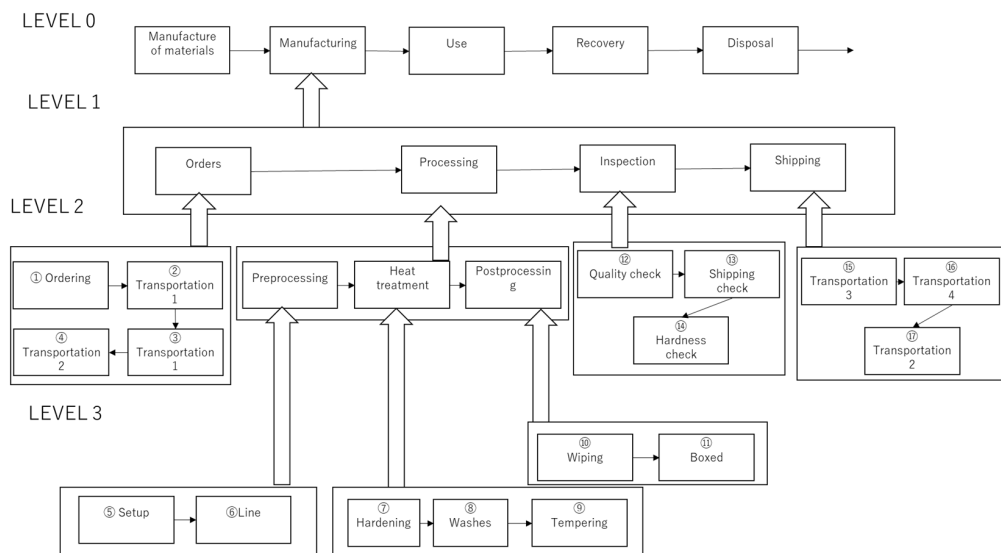 LEVEL 0
Manufacture
of materials
Manufacturing
Use
Recovery
Disposal
LEVEL 1
Orders
Processing
Inspection
Shipping
LEVEL 2
① Ordering
②
Transportation
1
④
Transportation
2
③
Transportation
1
Preprocessing
Heat
treatment
Postprocessin
g
⑫
Quality check
⑬
Shipping
check
⑭
Hardness
check
⑮
Transportation
3
⑯
Transportation
4
⑰
Transportation
2
LEVEL 3
⑩
Wiping
⑪
Boxed
⑤ Setup
⑥Line
⑦
Hardening
⑧
Washes
⑨
Tempering